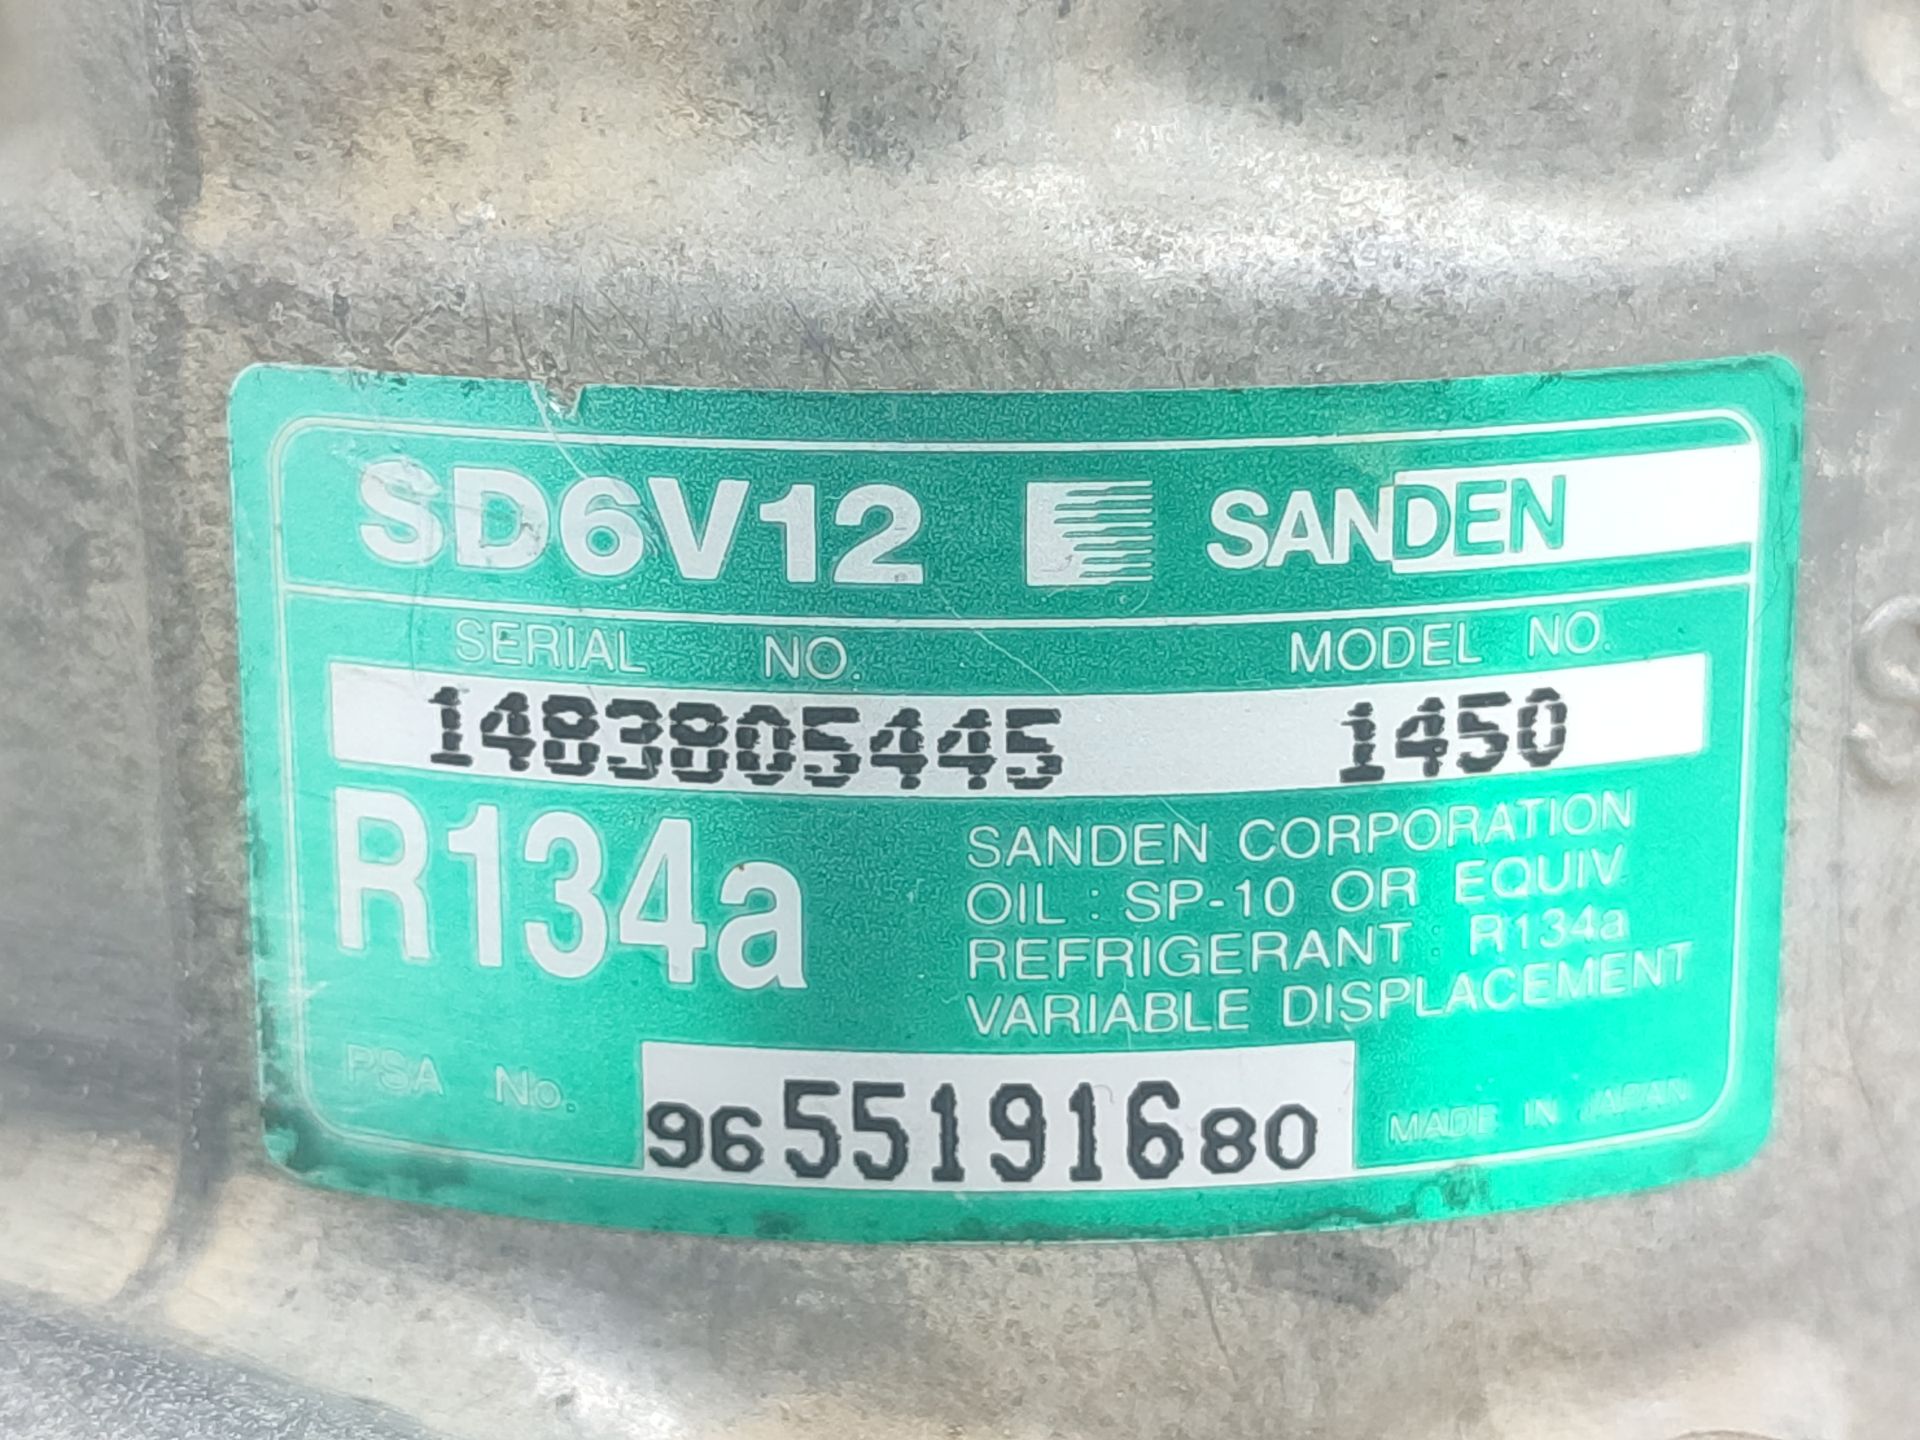 SD6V12 SANDEN
SERIAL NO. MODEL NO.
1483805445 1450
R134a
SANDEN CORPORATION
OIL : SP-10 OR EQUIV
REFRIGERANT : R134a
VARIABLE DISPLACEMENT
PSA No. 9655191680
MADE IN JAPAN
S